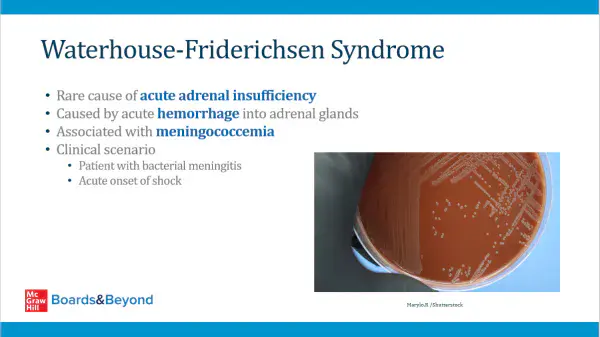 Waterhouse-Friderichsen Syndrome
• Rare cause of acute adrenal insufficiency
• Caused by acute hemorrhage into adrenal glands
• Associated with meningococcemia
• Clinical scenario
• Patient with bacterial meningitis
• Acute onset of shock
MaryloR /Shutterstock
Mc
Graw
Hill
Boards&Beyond